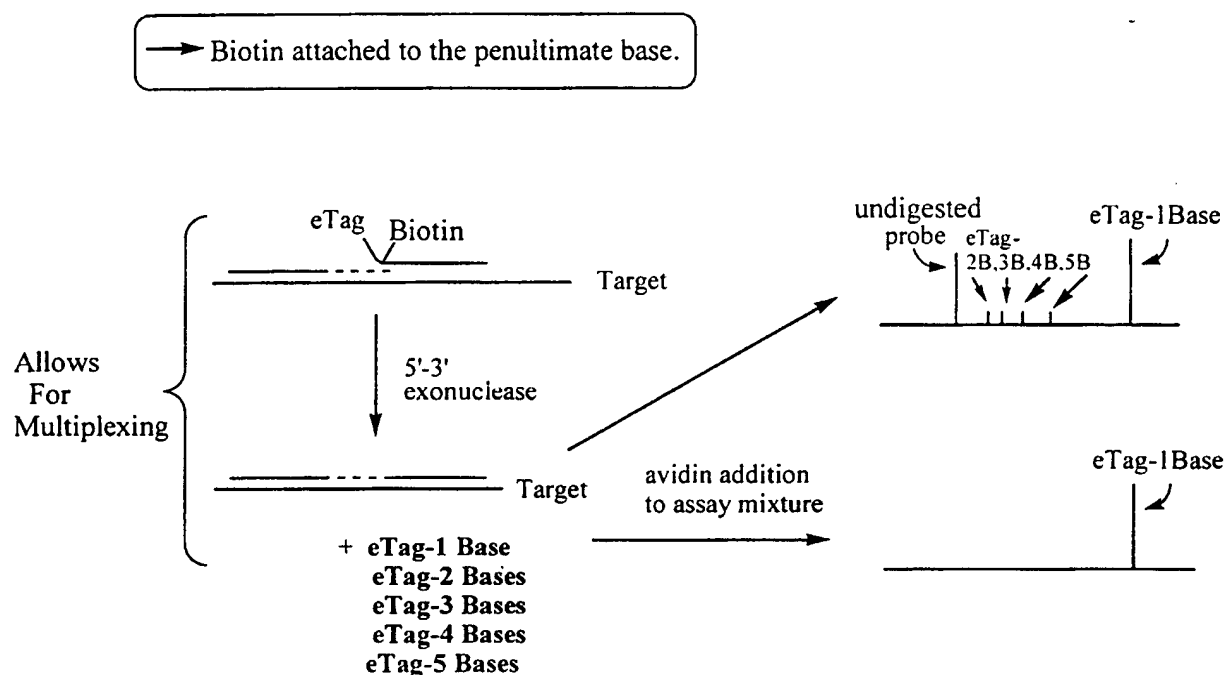 Biotin attached to the penultimate base.
eTag
Biotin
Target
Allows
For
Multiplexing
5'-3'
exonuclease
Target
+ eTag-1 Base
eTag-2 Bases
eTag-3 Bases
eTag-4 Bases
eTag-5 Bases
avidin addition
to assay mixture
undigested
probe
eTag-
2B,3B,4B,5B
eTag-1Base
eTag-1Base